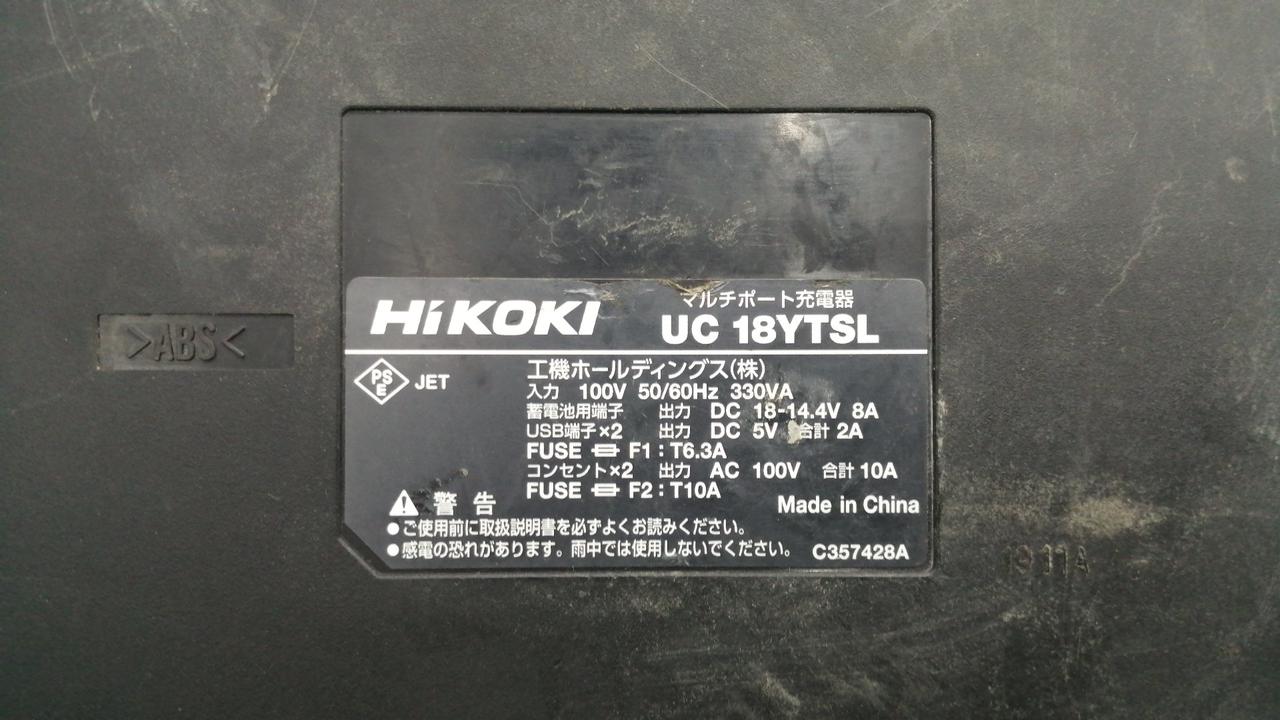 HiKOKI
マルチポート充電器
UC 18YTSL
>ABS<
PSE JET
工機ホールディングス(株)
入力 100V 50/60Hz 330VA
蓄電池用端子 出力 DC 18-14.4V 8A
USB端子×2 出力 DC 5V 合計 2A
FUSE F1：T6.3A
コンセント×2 出力 AC 100V 合計 10A
FUSE F2：T10A
警告
Made in China
●ご使用前に取扱説明書を必ずよくお読みください。
●感電の恐れがあります。雨中では使用しないでください。 C357428A